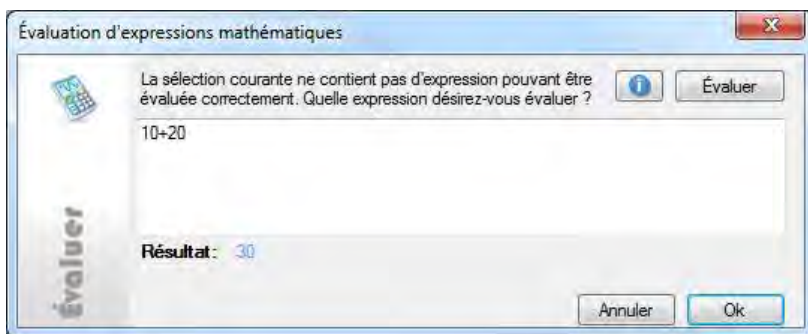 Évaluation d'expressions mathématiques
La sélection courante ne contient pas d'expression pouvant être
évaluée correctement. Quelle expression désirez-vous évaluer ?
Évaluer
10+20
Évaluer
Résultat: 30
Annuler
Ok